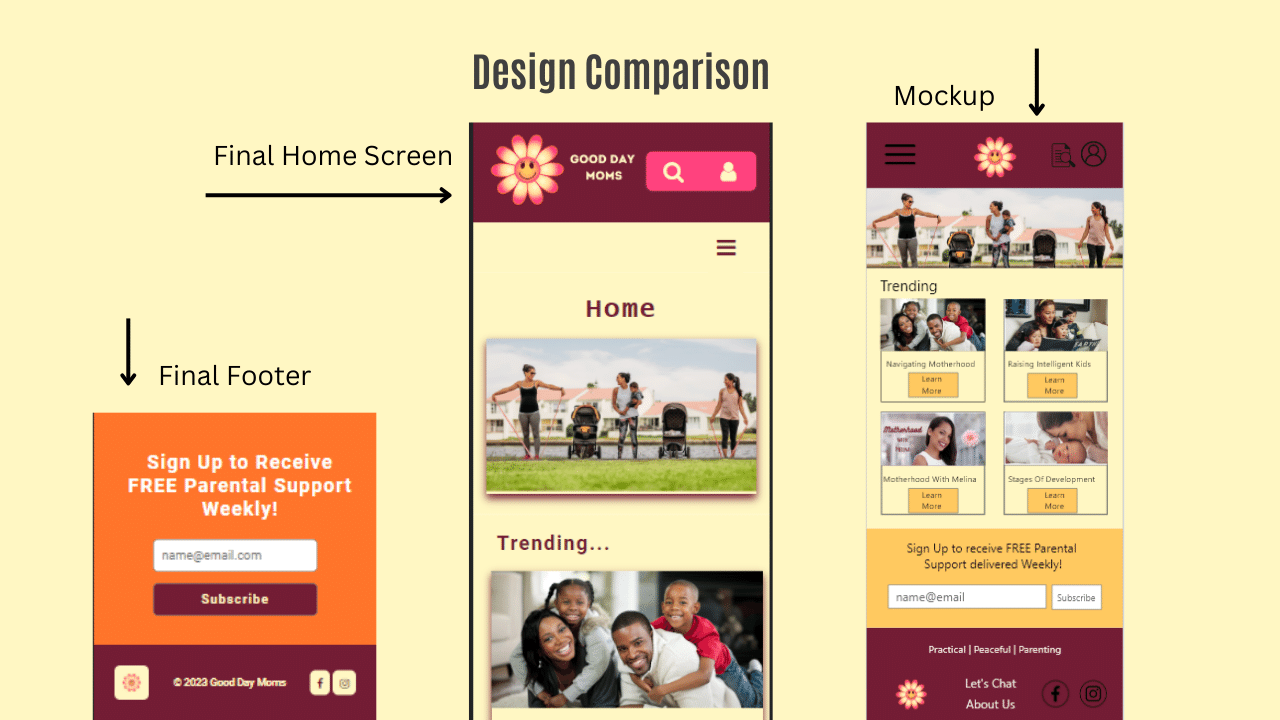 Design Comparison
Mockup
Final Home Screen
Final Footer
GOOD DAY
MOMS
Home
Trending...
Sign Up to Receive
FREE Parental Support
Weekly!
name@email.com
Subscribe
© 2023 Good Day Moms
Trending
Navigating Motherhood
Learn
More
Raising Intelligent Kids
Learn
More
Motherhood
WITH
Motherhood With Melina
Learn
More
Stages Of Development
Learn
More
EARTH
Sign Up to receive FREE Parental
Support delivered Weekly!
name@email
Subscribe
Practical | Peaceful | Parenting
Let's Chat
About Us